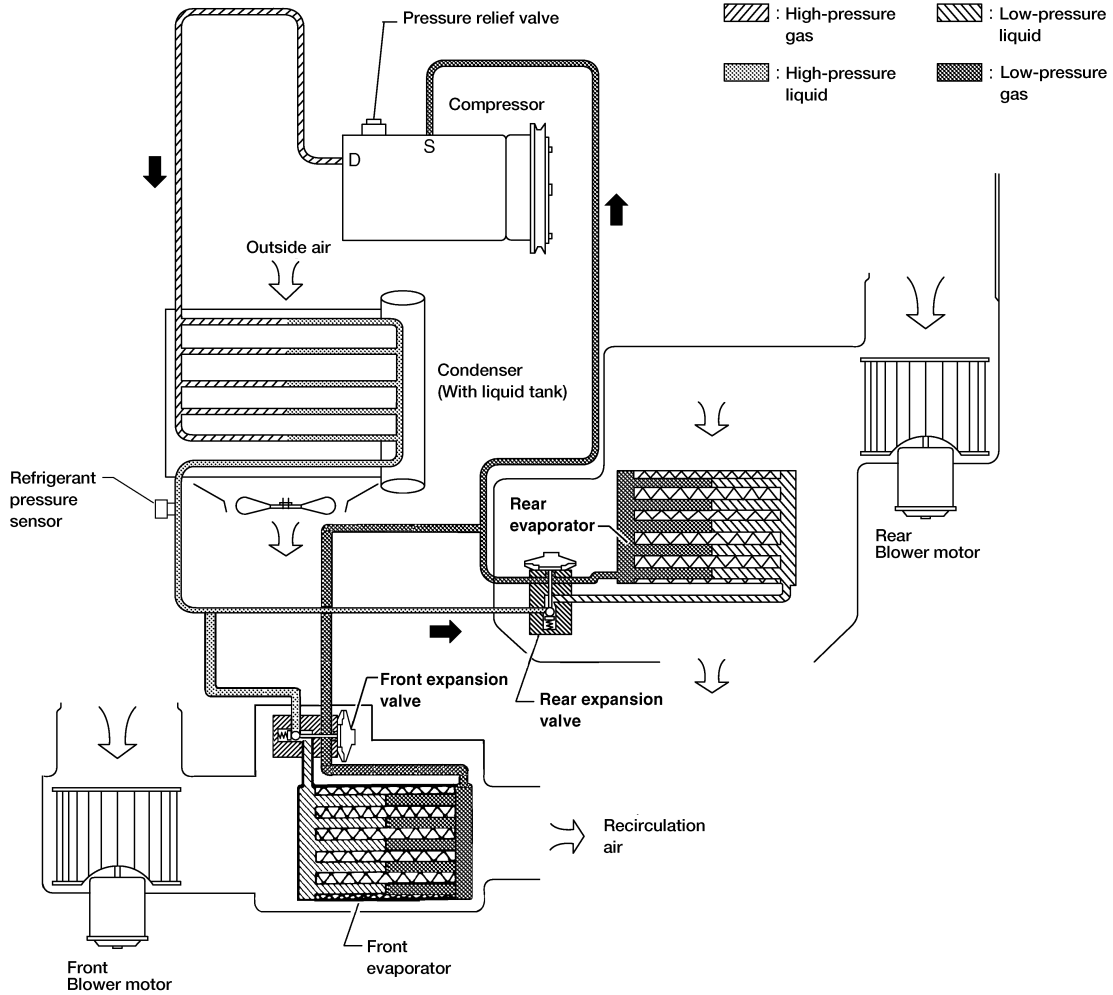 Pressure relief valve
: High-pressure
gas
: Low-pressure
liquid
: High-pressure
liquid
: Low-pressure
gas
Compressor
S
D
Outside air
Condenser
(With liquid tank)
Refrigerant
pressure
sensor
Rear
evaporator
Rear
Blower motor
Front expansion
valve
Rear expansion
valve
Recirculation
air
Front
evaporator
Front
Blower motor